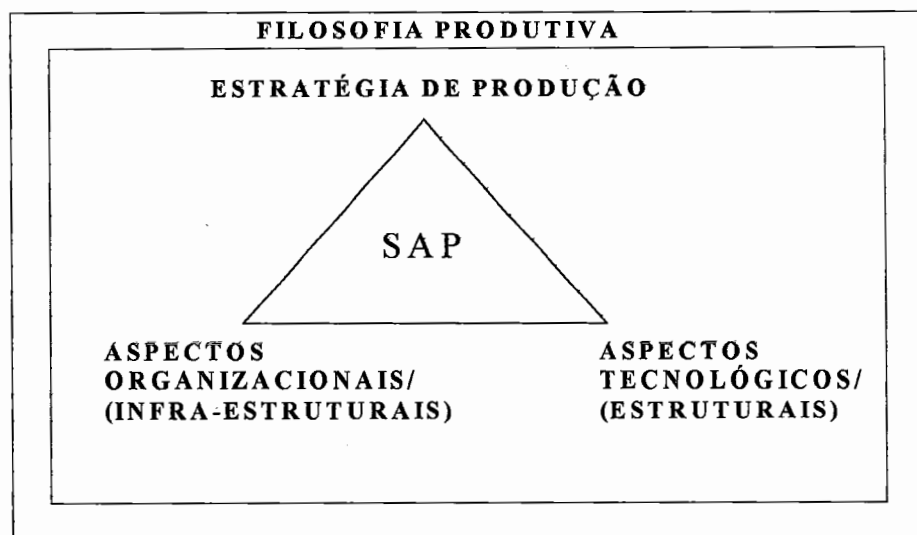 FILOSOFIA PRODUTIVA
ESTRATÉGIA DE PRODUÇÃO
SAP
ASPECTOS
ORGANIZACIONAIS/
(INFRA-ESTRUTURAIS)
ASPECTOS
TECNOLÓGICOS/
(ESTRUTURAIS)